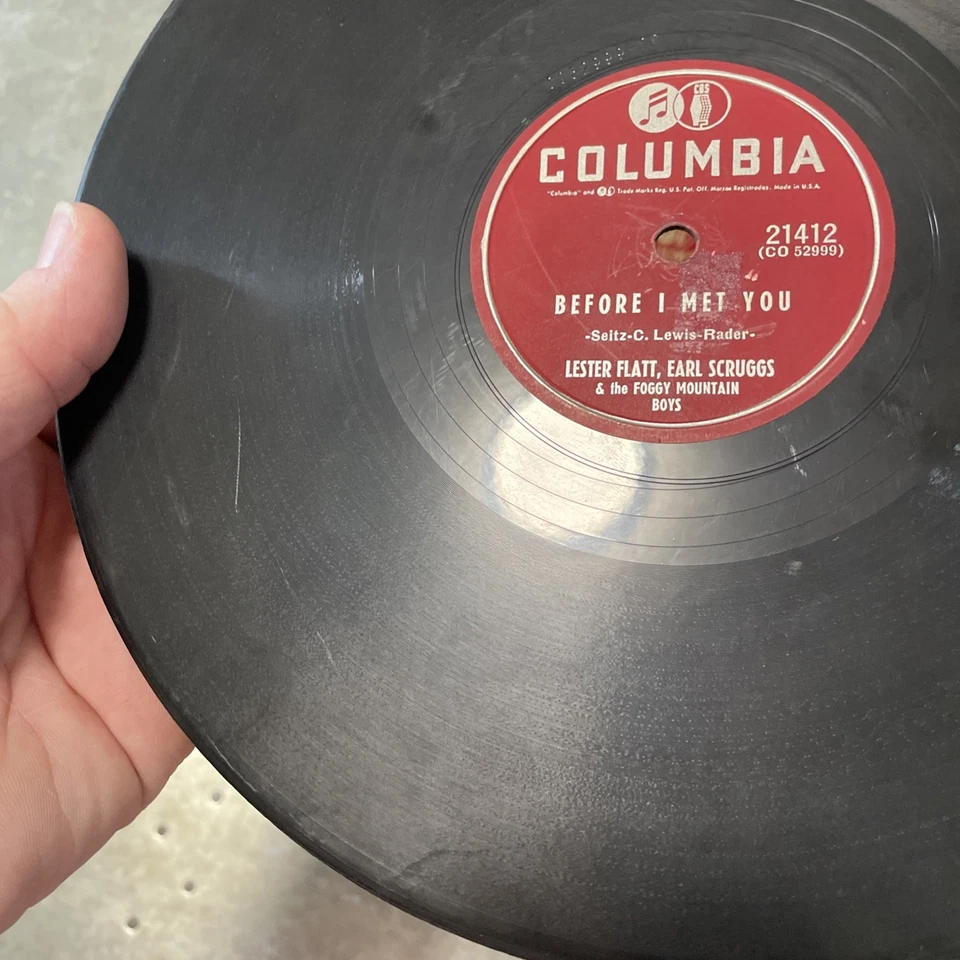 CO52999
CBS
COLUMBIA
"Columbia" and Trade Marks Reg. U.S. Pat. Off. Marcas Registradas. Made in U.S.A.
21412
(CO 52999)
BEFORE I MET YOU
-Seitz-C. Lewis-Rader-
LESTER FLATT, EARL SCRUGGS
& the FOGGY MOUNTAIN
BOYS